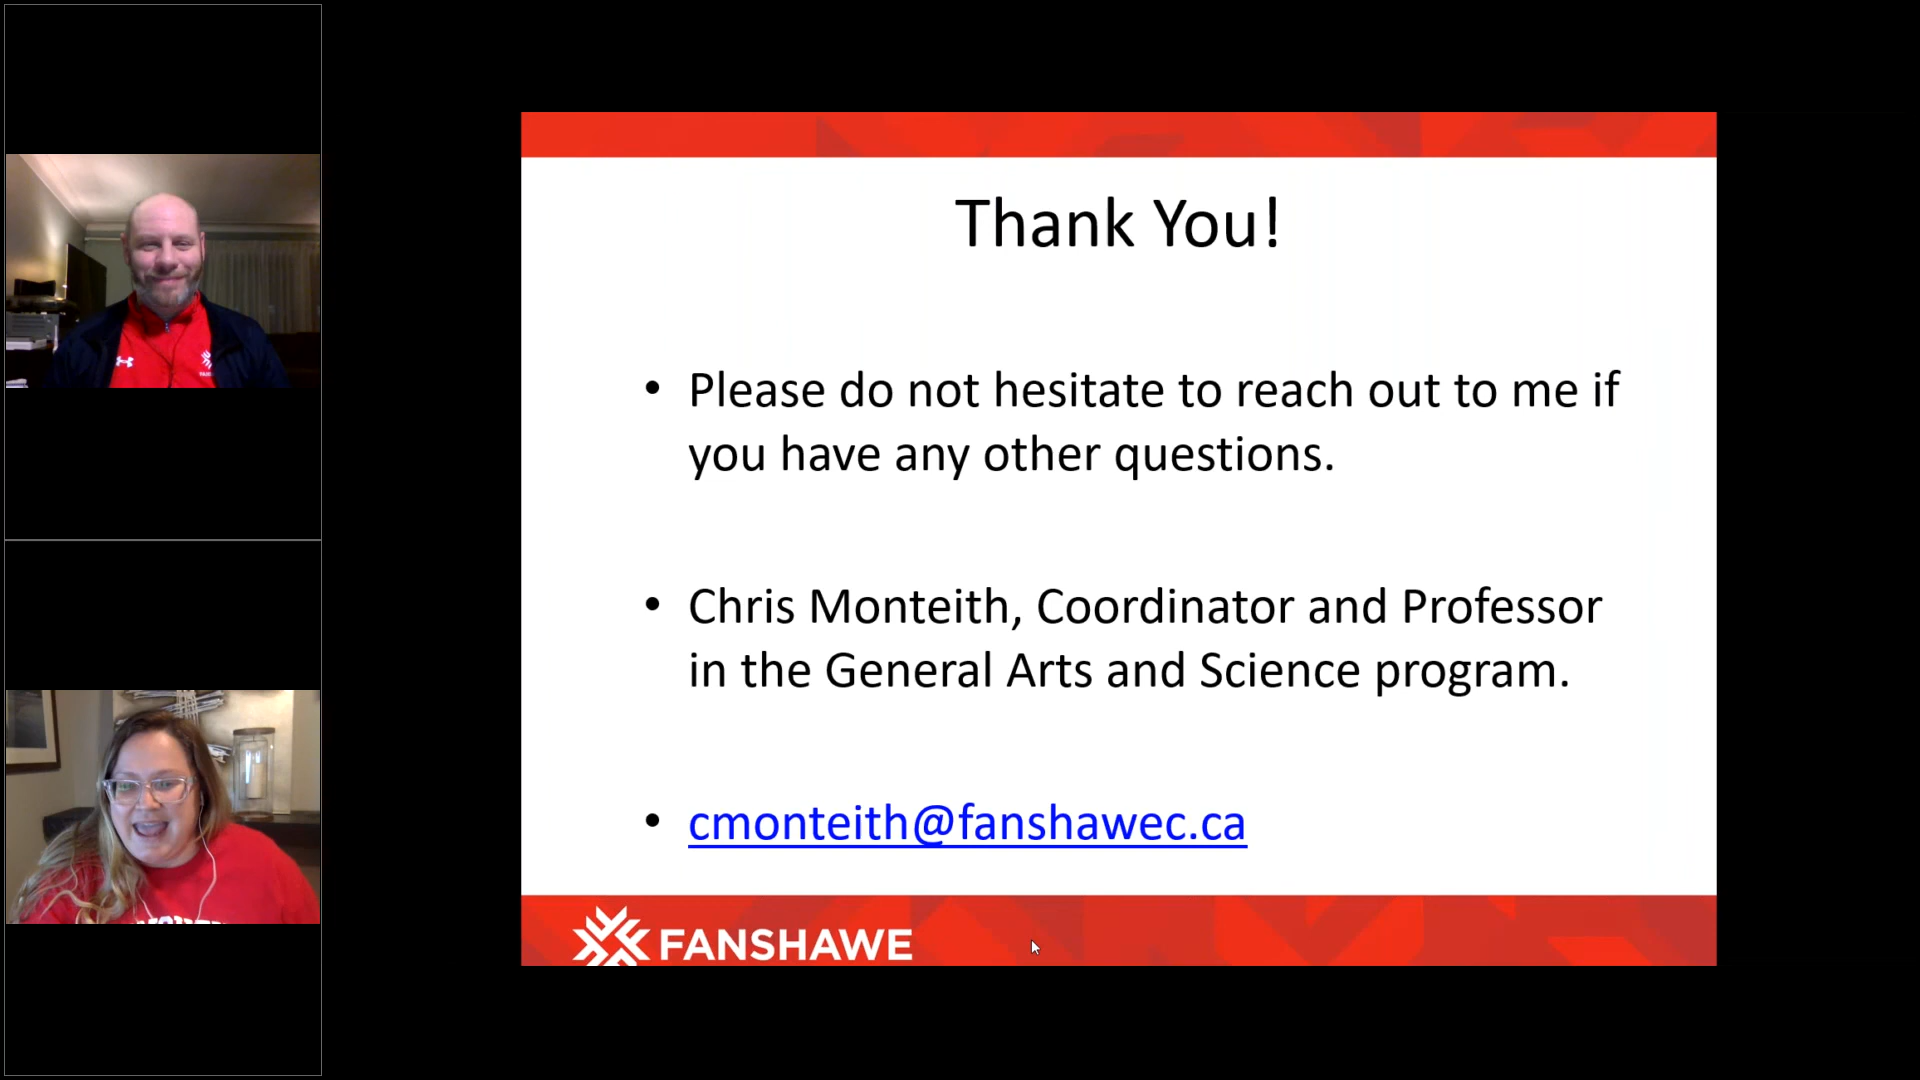 Thank You!
• Please do not hesitate to reach out to me if
you have any other questions.
• Chris Monteith, Coordinator and Professor
in the General Arts and Science program.
• cmonteith@fanshawec.ca
FANSHAWE